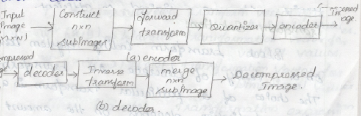 Input
Image
(N×N)
Construct
n×n
subimages
forward
transform
Quantizer
encoder
(a) encoder
decoder
Inverse
transform
merge
n×n
subimage
Decompressed
Image.
(b) decoder.